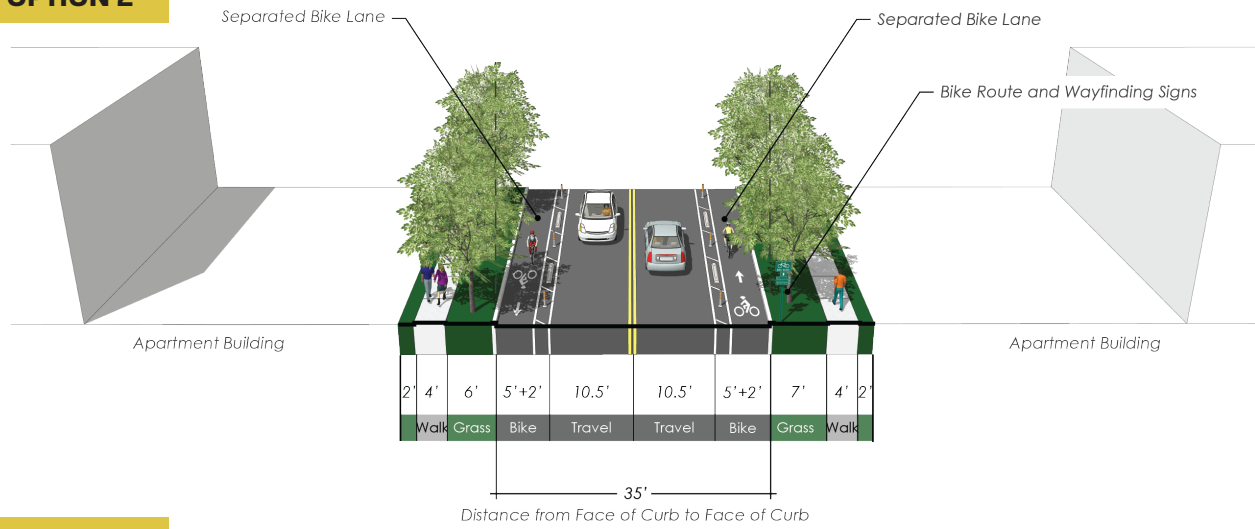 OPTION 2
Separated Bike Lane
Separated Bike Lane
Bike Route and Wayfinding Signs
Apartment Building
Apartment Building
2' 4' 6' 5'+2' 10.5' 10.5' 5'+2' 7' 4' 2'
Walk Grass Bike Travel Travel Bike Grass Walk
35'
Distance from Face of Curb to Face of Curb